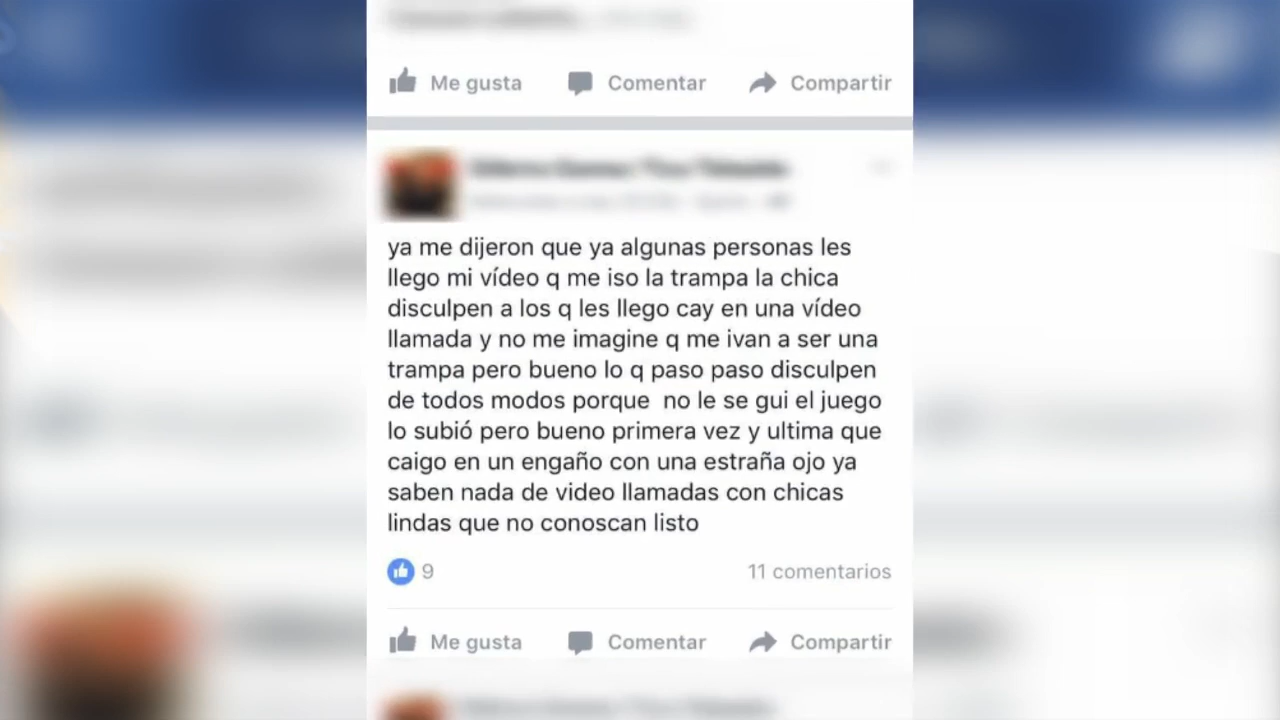 Me gusta Comentar Compartir
ya me dijeron que ya algunas personas les
llego mi vídeo q me iso la trampa la chica
disculpen a los q les llego cay en una vídeo
llamada y no me imagine q me ivan a ser una
trampa pero bueno lo q paso paso disculpen
de todos modos porque  no le se gui el juego
lo subió pero bueno primera vez y ultima que
caigo en un engaño con una estraña ojo ya
saben nada de video llamadas con chicas
lindas que no conoscan listo
9 11 comentarios
Me gusta Comentar Compartir